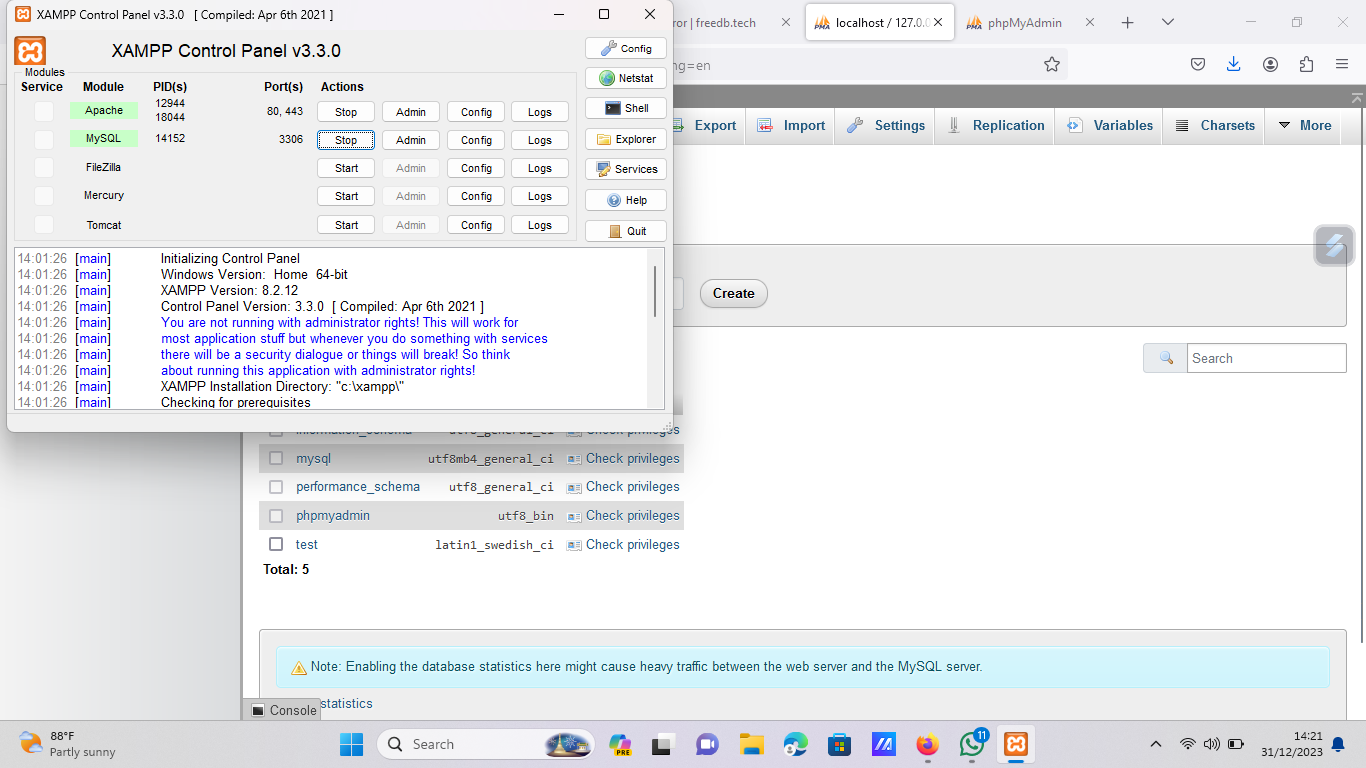 XAMPP Control Panel v3.3.0 [ Compiled: Apr 6th 2021 ]
ror | freedb.tech
localhost / 127.0.0
phpMyAdmin
XAMPP Control Panel v3.3.0
Config
ng=en
Modules
Service Module PID(s) Port(s) Actions
Netstat
Apache 12944 18044 80, 443 Stop Admin Config Logs
Shell
MySQL 14152 3306 Stop Admin Config Logs
Explorer
FileZilla Start Admin Config Logs
Services
Mercury Start Admin Config Logs
Help
Tomcat Start Admin Config Logs
Quit
Export Import Settings Replication Variables Charsets More
14:01:26 [main] Initializing Control Panel
14:01:26 [main] Windows Version: Home 64-bit
14:01:26 [main] XAMPP Version: 8.2.12
14:01:26 [main] Control Panel Version: 3.3.0 [ Compiled: Apr 6th 2021 ]
14:01:26 [main] You are not running with administrator rights! This will work for
14:01:26 [main] most application stuff but whenever you do something with services
14:01:26 [main] there will be a security dialogue or things will break! So think
14:01:26 [main] about running this application with administrator rights!
14:01:26 [main] XAMPP Installation Directory: "c:\xampp\"
14:01:26 [main] Checking for prerequisites
Create
Search
information_schema utf8_general_ci Check privileges
mysql utf8mb4_general_ci Check privileges
performance_schema utf8_general_ci Check privileges
phpmyadmin utf8_bin Check privileges
test latin1_swedish_ci Check privileges
Total: 5
Note: Enabling the database statistics here might cause heavy traffic between the web server and the MySQL server.
statistics
Console
88°F
Partly sunny
Search
PRE
11
14:21
31/12/2023